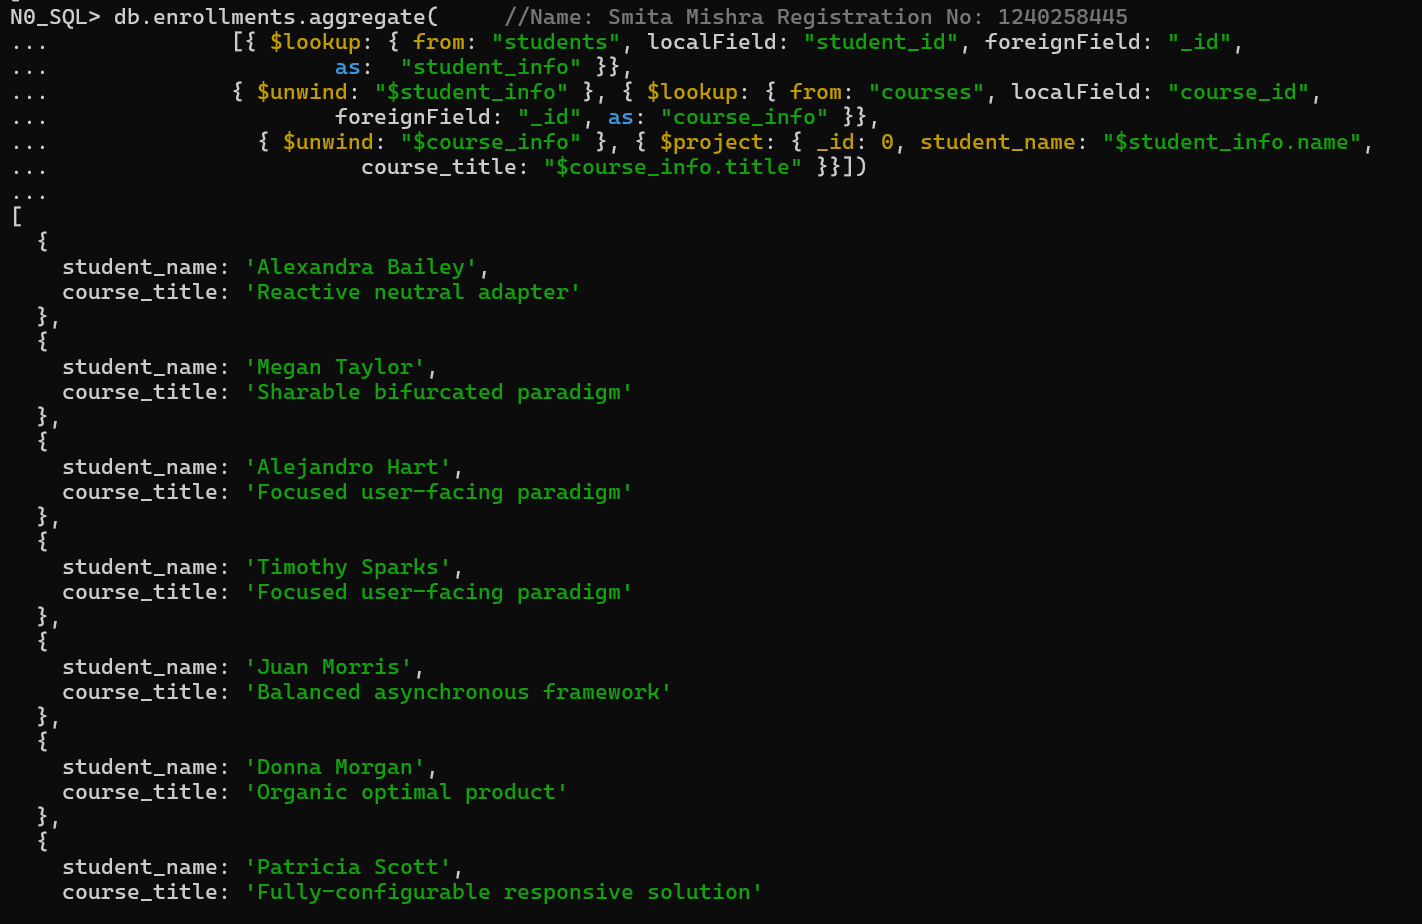 N0_SQL> db.enrollments.aggregate(     //Name: Smita Mishra Registration No: 1240258445
...              [{ $lookup: { from: "students", localField: "student_id", foreignField: "_id",
...                      as:  "student_info" }},
...              { $unwind: "$student_info" }, { $lookup: { from: "courses", localField: "course_id",
...                      foreignField: "_id", as: "course_info" }},
...                { $unwind: "$course_info" }, { $project: { _id: 0, student_name: "$student_info.name",
...                        course_title: "$course_info.title" }}])
...
[
  {
    student_name: 'Alexandra Bailey',
    course_title: 'Reactive neutral adapter'
  },
  {
    student_name: 'Megan Taylor',
    course_title: 'Sharable bifurcated paradigm'
  },
  {
    student_name: 'Alejandro Hart',
    course_title: 'Focused user-facing paradigm'
  },
  {
    student_name: 'Timothy Sparks',
    course_title: 'Focused user-facing paradigm'
  },
  {
    student_name: 'Juan Morris',
    course_title: 'Balanced asynchronous framework'
  },
  {
    student_name: 'Donna Morgan',
    course_title: 'Organic optimal product'
  },
  {
    student_name: 'Patricia Scott',
    course_title: 'Fully-configurable responsive solution'